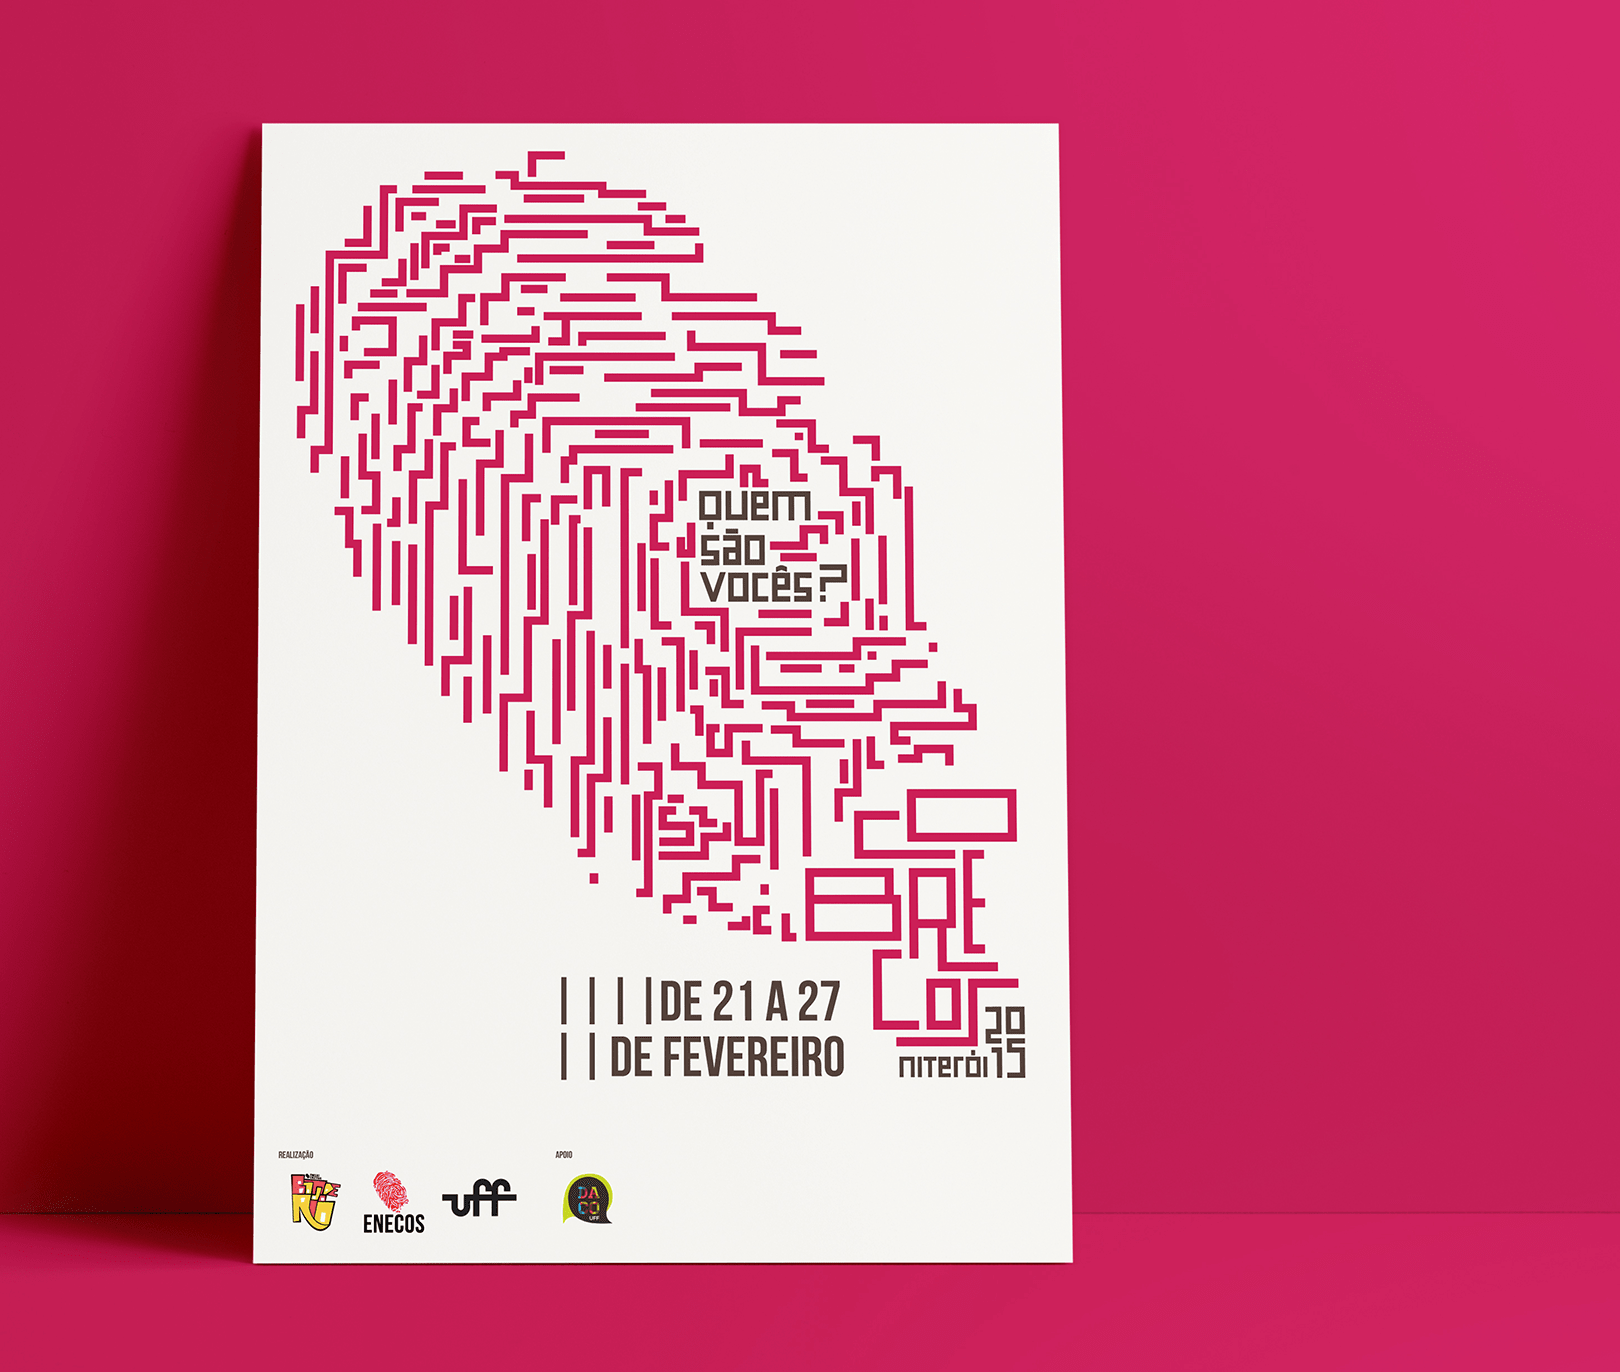 quem
são
vocês?
CO
BRE
COS
20
niterói 15
DE 21 A 27
DE FEVEREIRO
REALIZAÇÃO
APOIO
ENECOS
uff
DA
CO
UFF